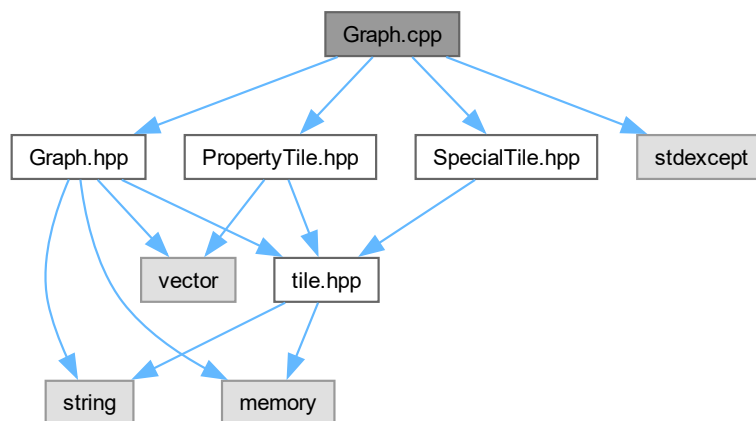 Graph.cpp
Graph.hpp
PropertyTile.hpp
SpecialTile.hpp
stdexcept
vector
tile.hpp
string
memory